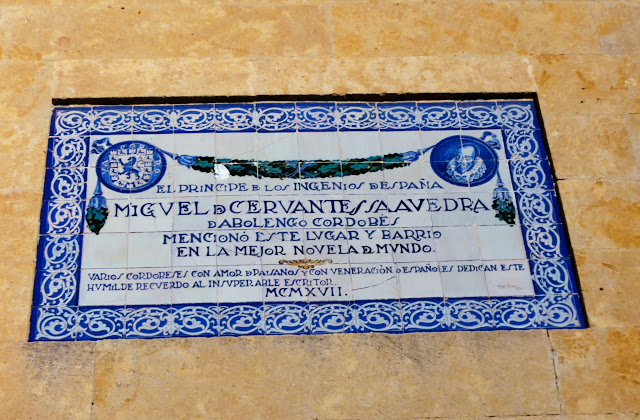 EL PRINCIPE D LOS INGENIOS D ESPAÑA
MIGVEL D CERVANTES SAAVEDRA
D ABOLENGO CORDOBÉS
MENCIONÓ ESTE LVGAR Y BARRIO
EN LA MEJOR NOVELA D MVNDO.
VARIOS CORDOBESES CON AMOR D PAISANOS Y CON VENERACIÓN D ESPAÑOLES DEDICAN ESTE
HVMILDE RECUERDO AL INSVPERABLE ESCRITOR.
MCMXVII.